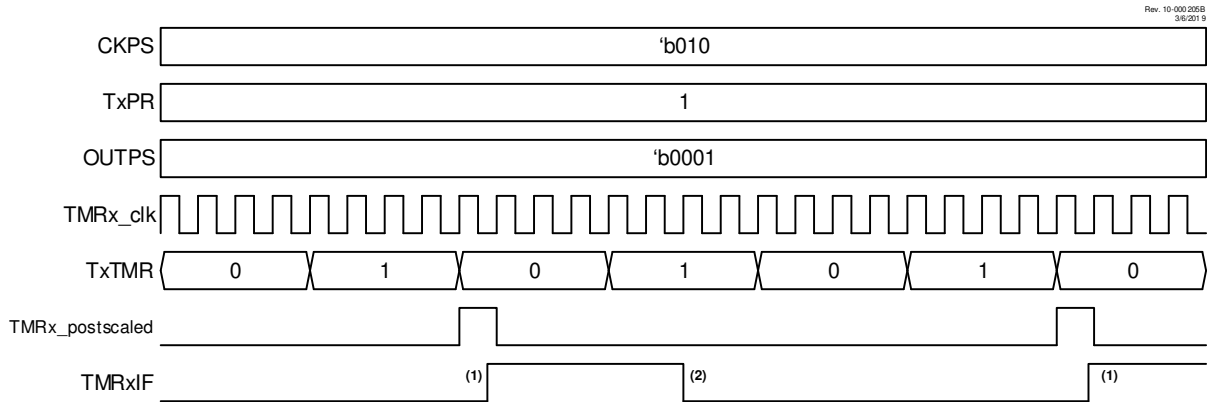 Rev. 10-000205B
3/6/2019
CKPS ‘b010
TxPR 1
OUTPS ‘b0001
TMRx_clk
TxTMR 0 1 0 1 0 1 0
TMRx_postscaled
TMRxIF (1) (2) (1)